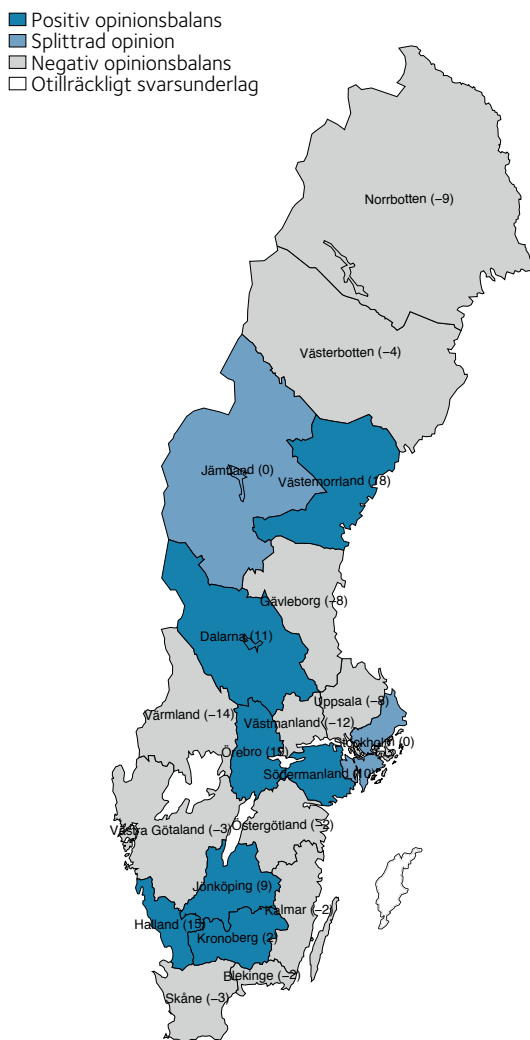 Positiv opinionsbalans
Splittrad opinion
Negativ opinionsbalans
Otillräckligt svarsunderlag
Norrbotten (−9)
Västerbotten (−4)
Jämtland (0)
Västernorrland (18)
Gävleborg (−8)
Dalarna (11)
Uppsala (−8)
Värmland (−14)
Västmanland (−12)
Stockholm (0)
Örebro
Södermanland (10)
Västra Götaland (−3)
Östergötland (−2)
Jönköping (9)
Kalmar (−2)
Halland (15)
Kronoberg (2)
Blekinge (−2)
Skåne (−3)